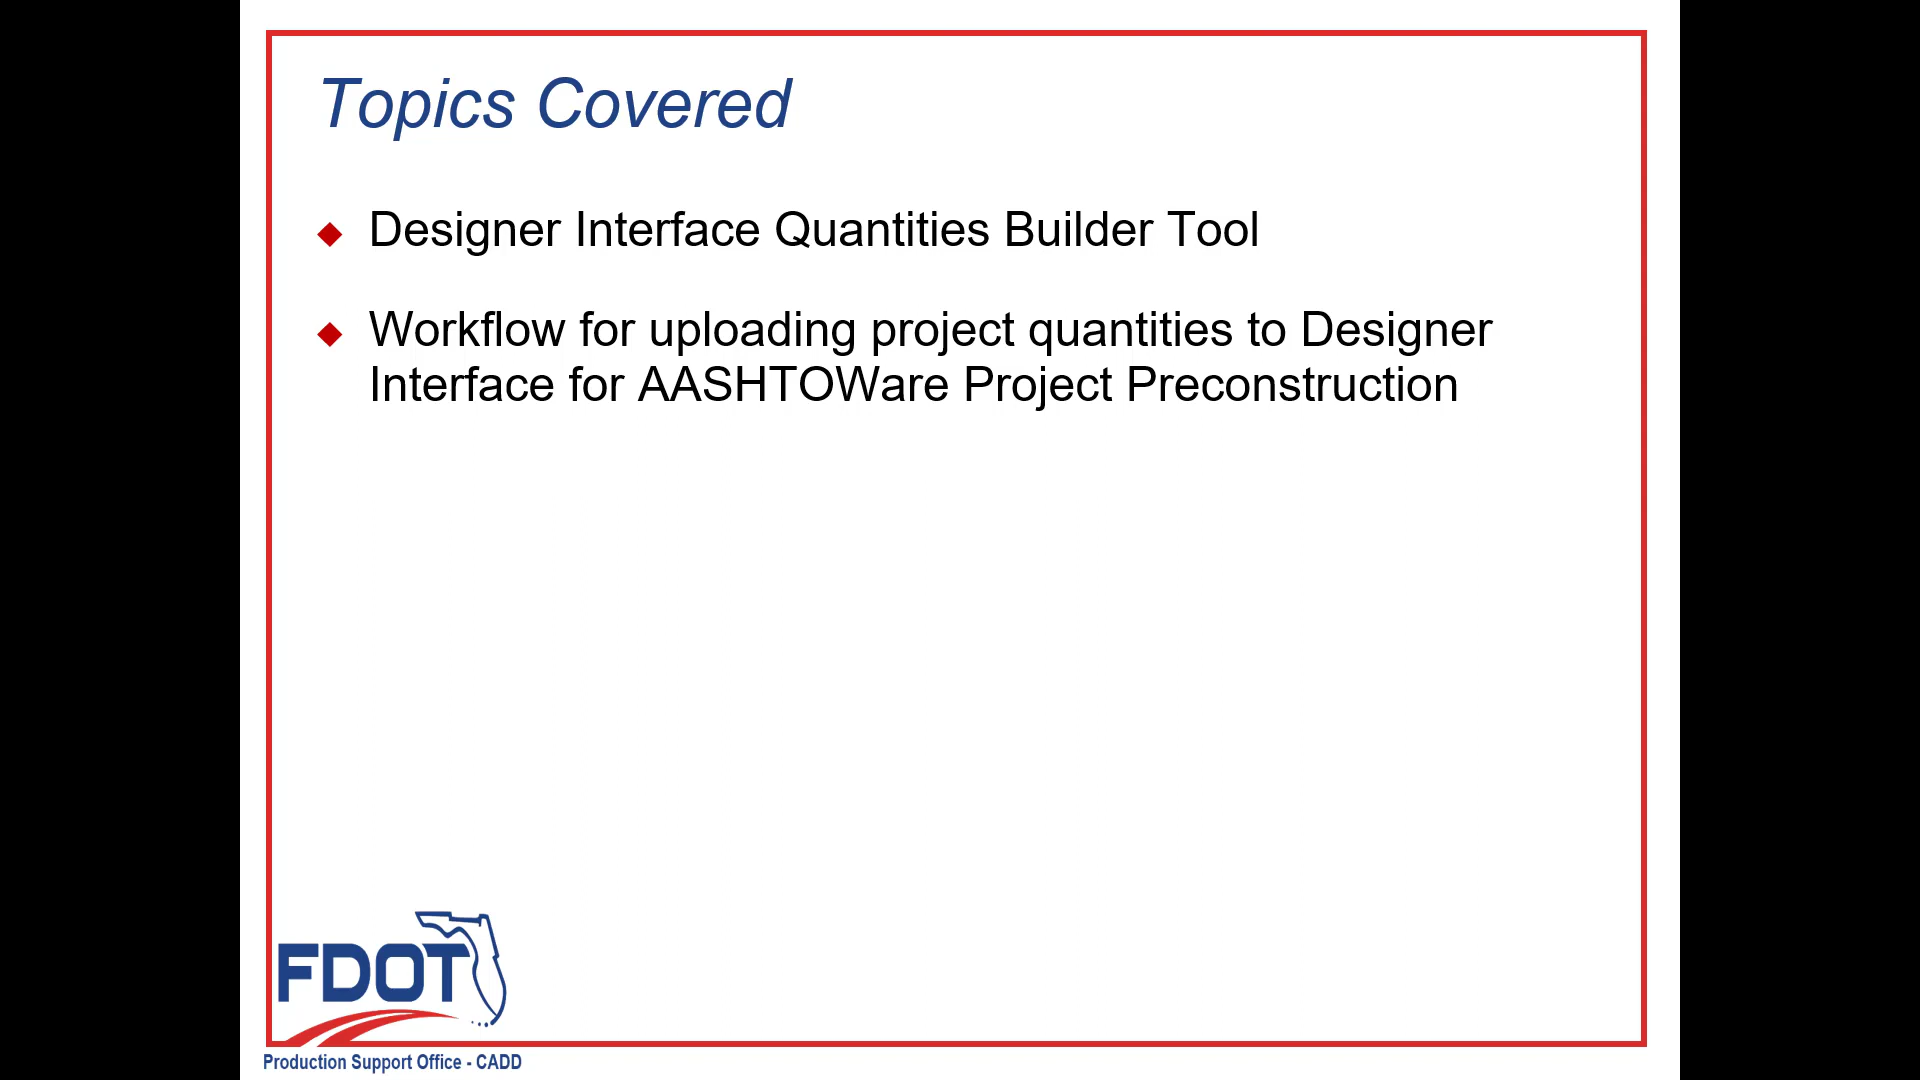 Topics Covered
Designer Interface Quantities Builder Tool
Workflow for uploading project quantities to Designer
Interface for AASHTOWare Project Preconstruction
FDOT
Production Support Office - CADD